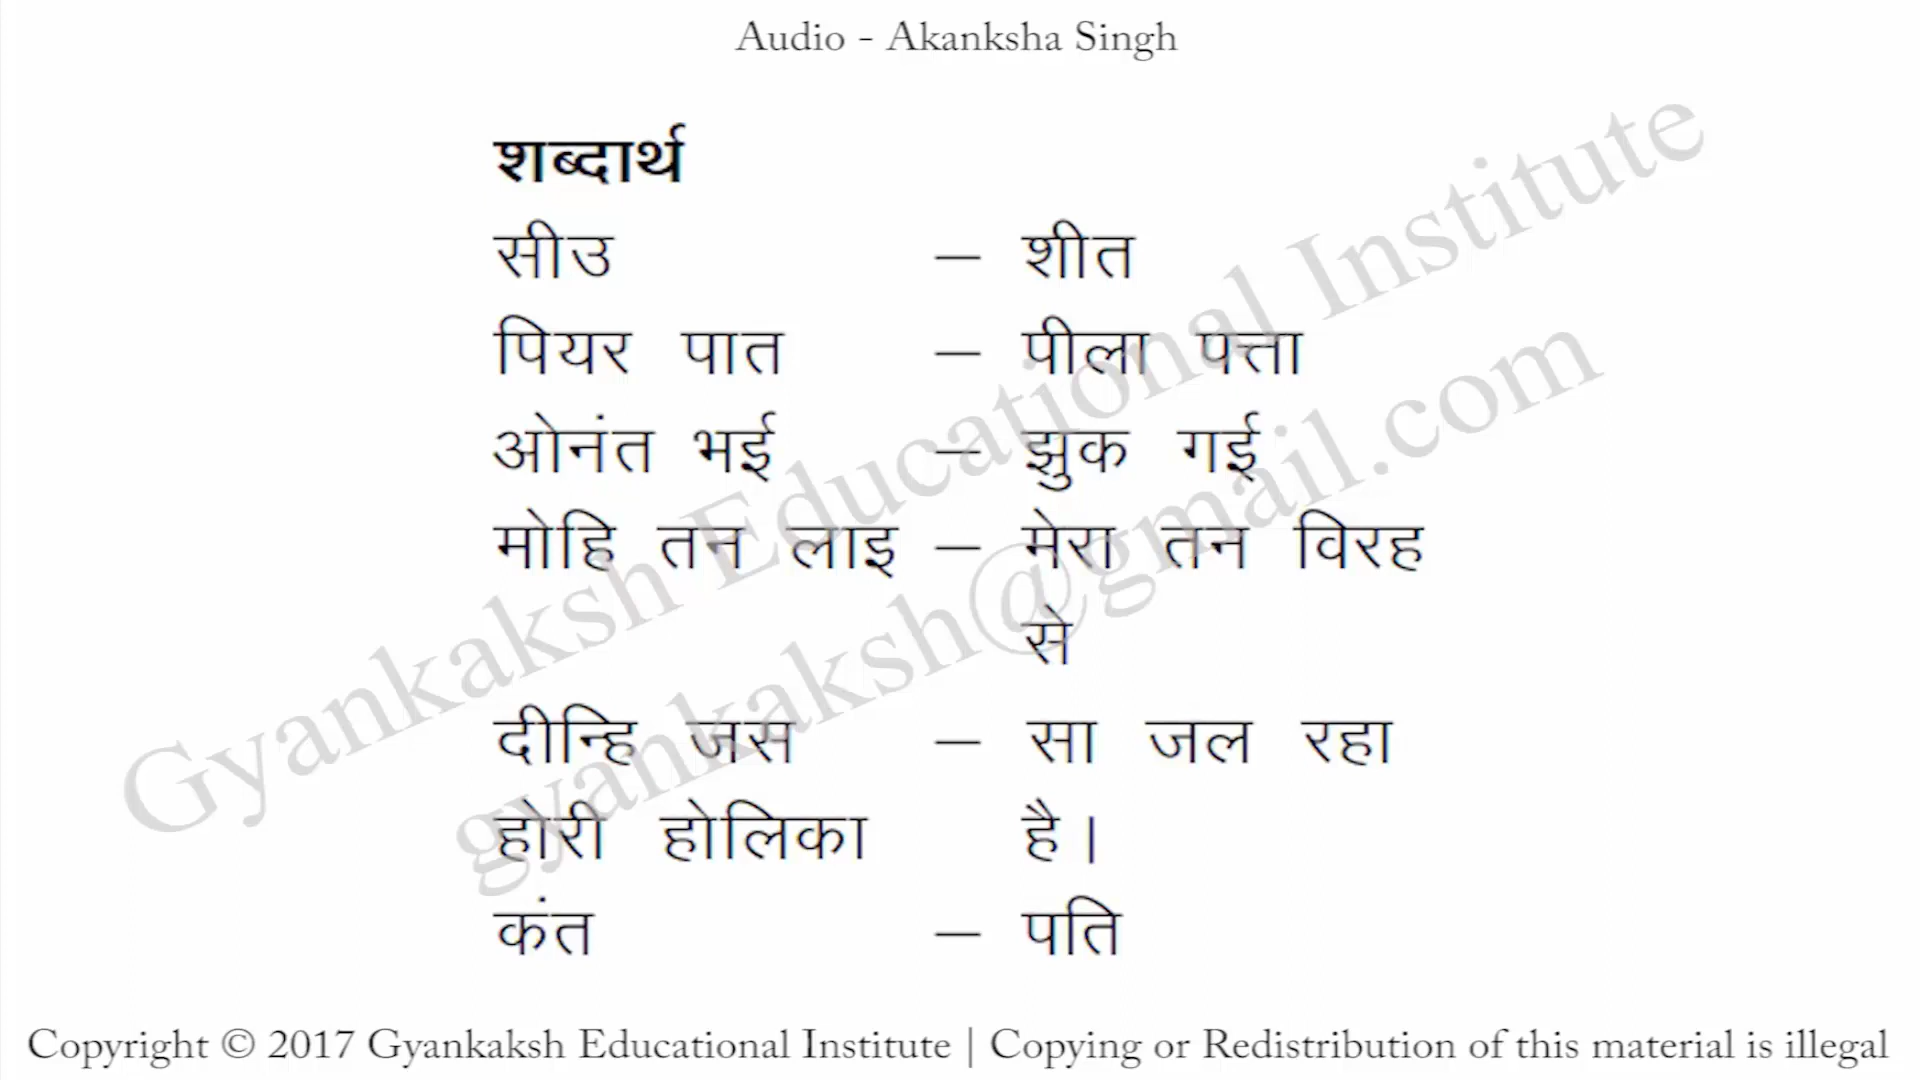 Audio - Akanksha Singh
शब्दार्थ
सीउ – शीत
पियर पात – पीला पत्ता
ओनंत भई – झुक गई
मोहि तन लाइ – मेरा तन विरह
से
दीन्हि जस – सा जल रहा
होरी होलिका है।
कंत – पति
Gyankaksh Educational Institute
gyankaksh@gmail.com
Copyright © 2017 Gyankaksh Educational Institute | Copying or Redistribution of this material is illegal